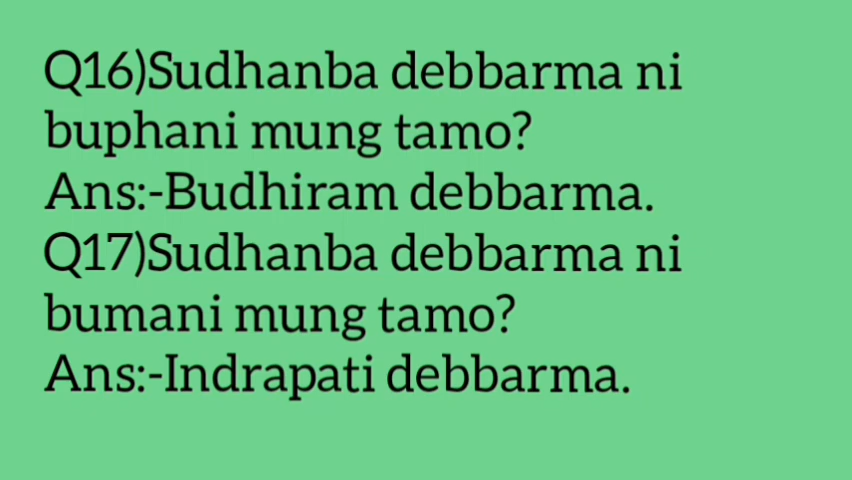 Q16)Sudhanba debbarma ni
buphani mung tamo?
Ans:-Budhiram debbarma.
Q17)Sudhanba debbarma ni
bumani mung tamo?
Ans:-Indrapati debbarma.